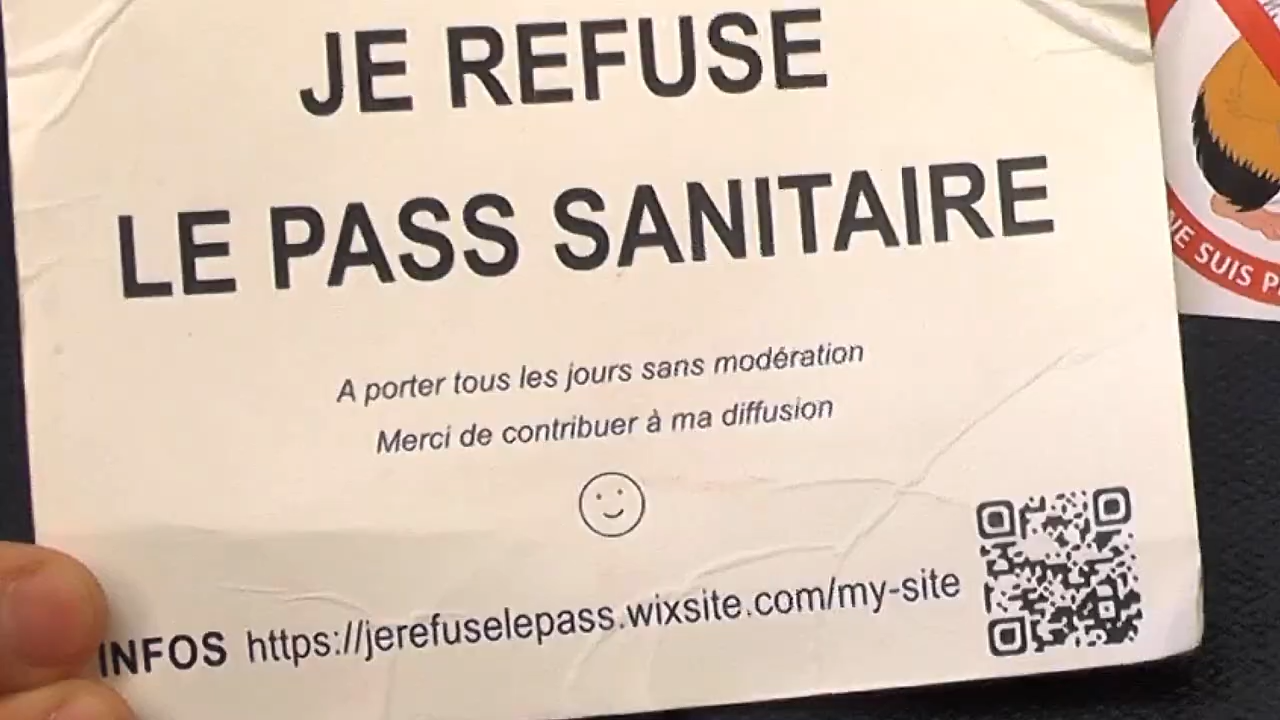 JE REFUSE
LE PASS SANITAIRE
A porter tous les jours sans modération
Merci de contribuer à ma diffusion
INFOS https://jerefuselepass.wixsite.com/my-site
SUIS